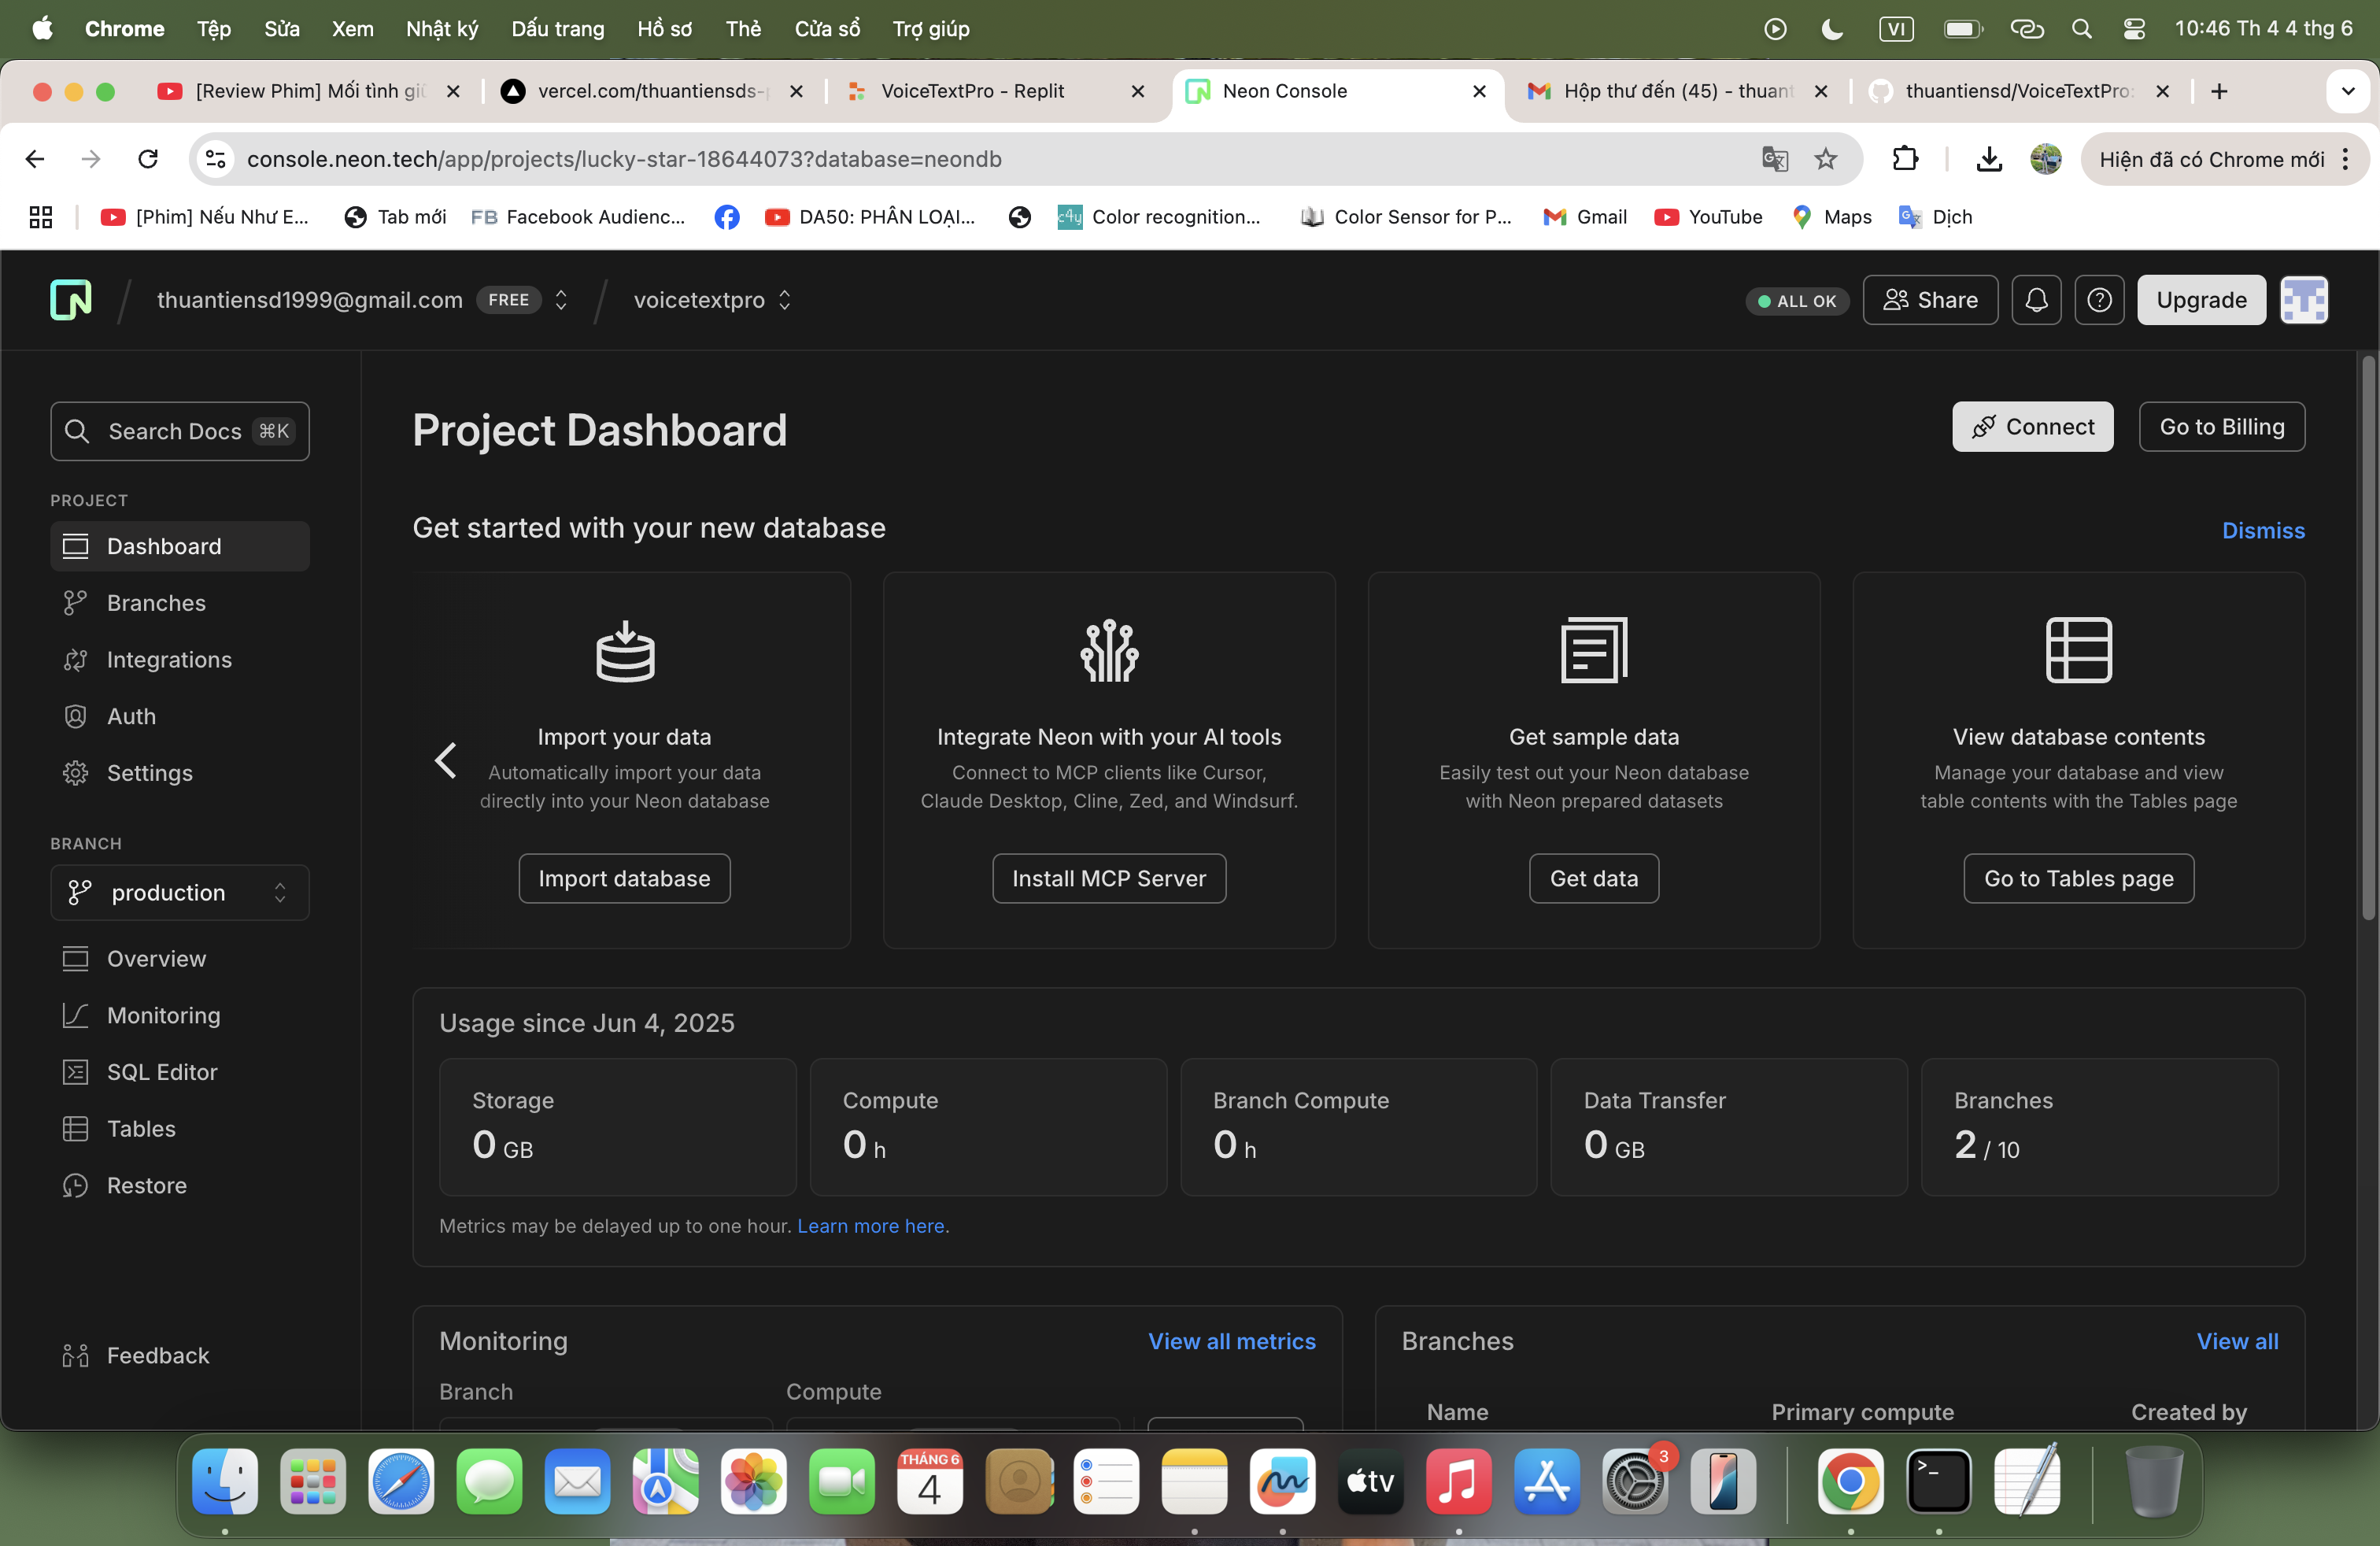 Chrome Tệp Sửa Xem Nhật ký Dấu trang Hồ sơ Thẻ Cửa sổ Trợ giúp VI 10:46 Th 4 4 thg 6
[Review Phim] Mối tình giữ vercel.com/thuantiensds-p VoiceTextPro - Replit Neon Console Hộp thư đến (45) - thuant thuantiensd/VoiceTextPro:
console.neon.tech/app/projects/lucky-star-18644073?database=neondb Hiện đã có Chrome mới
[Phim] Nếu Như E... Tab mới FB Facebook Audienc... DA50: PHÂN LOẠI... c4y Color recognition... Color Sensor for P... Gmail YouTube Maps Dịch
thuantiensd1999@gmail.com FREE voicetextpro ALL OK Share Upgrade
Search Docs ⌘K
PROJECT
Dashboard
Branches
Integrations
Auth
Settings
BRANCH
production
Overview
Monitoring
SQL Editor
Tables
Restore
Feedback
Project Dashboard
Connect Go to Billing
Get started with your new database
Dismiss
Import your data
Automatically import your data
directly into your Neon database
Import database
Integrate Neon with your AI tools
Connect to MCP clients like Cursor,
Claude Desktop, Cline, Zed, and Windsurf.
Install MCP Server
Get sample data
Easily test out your Neon database
with Neon prepared datasets
Get data
View database contents
Manage your database and view
table contents with the Tables page
Go to Tables page
Usage since Jun 4, 2025
Storage
0 GB
Compute
0 h
Branch Compute
0 h
Data Transfer
0 GB
Branches
2 / 10
Metrics may be delayed up to one hour. Learn more here.
Monitoring View all metrics
Branch Compute
Branches View all
Name Primary compute Created by
THÁNG 6
4
tv
3